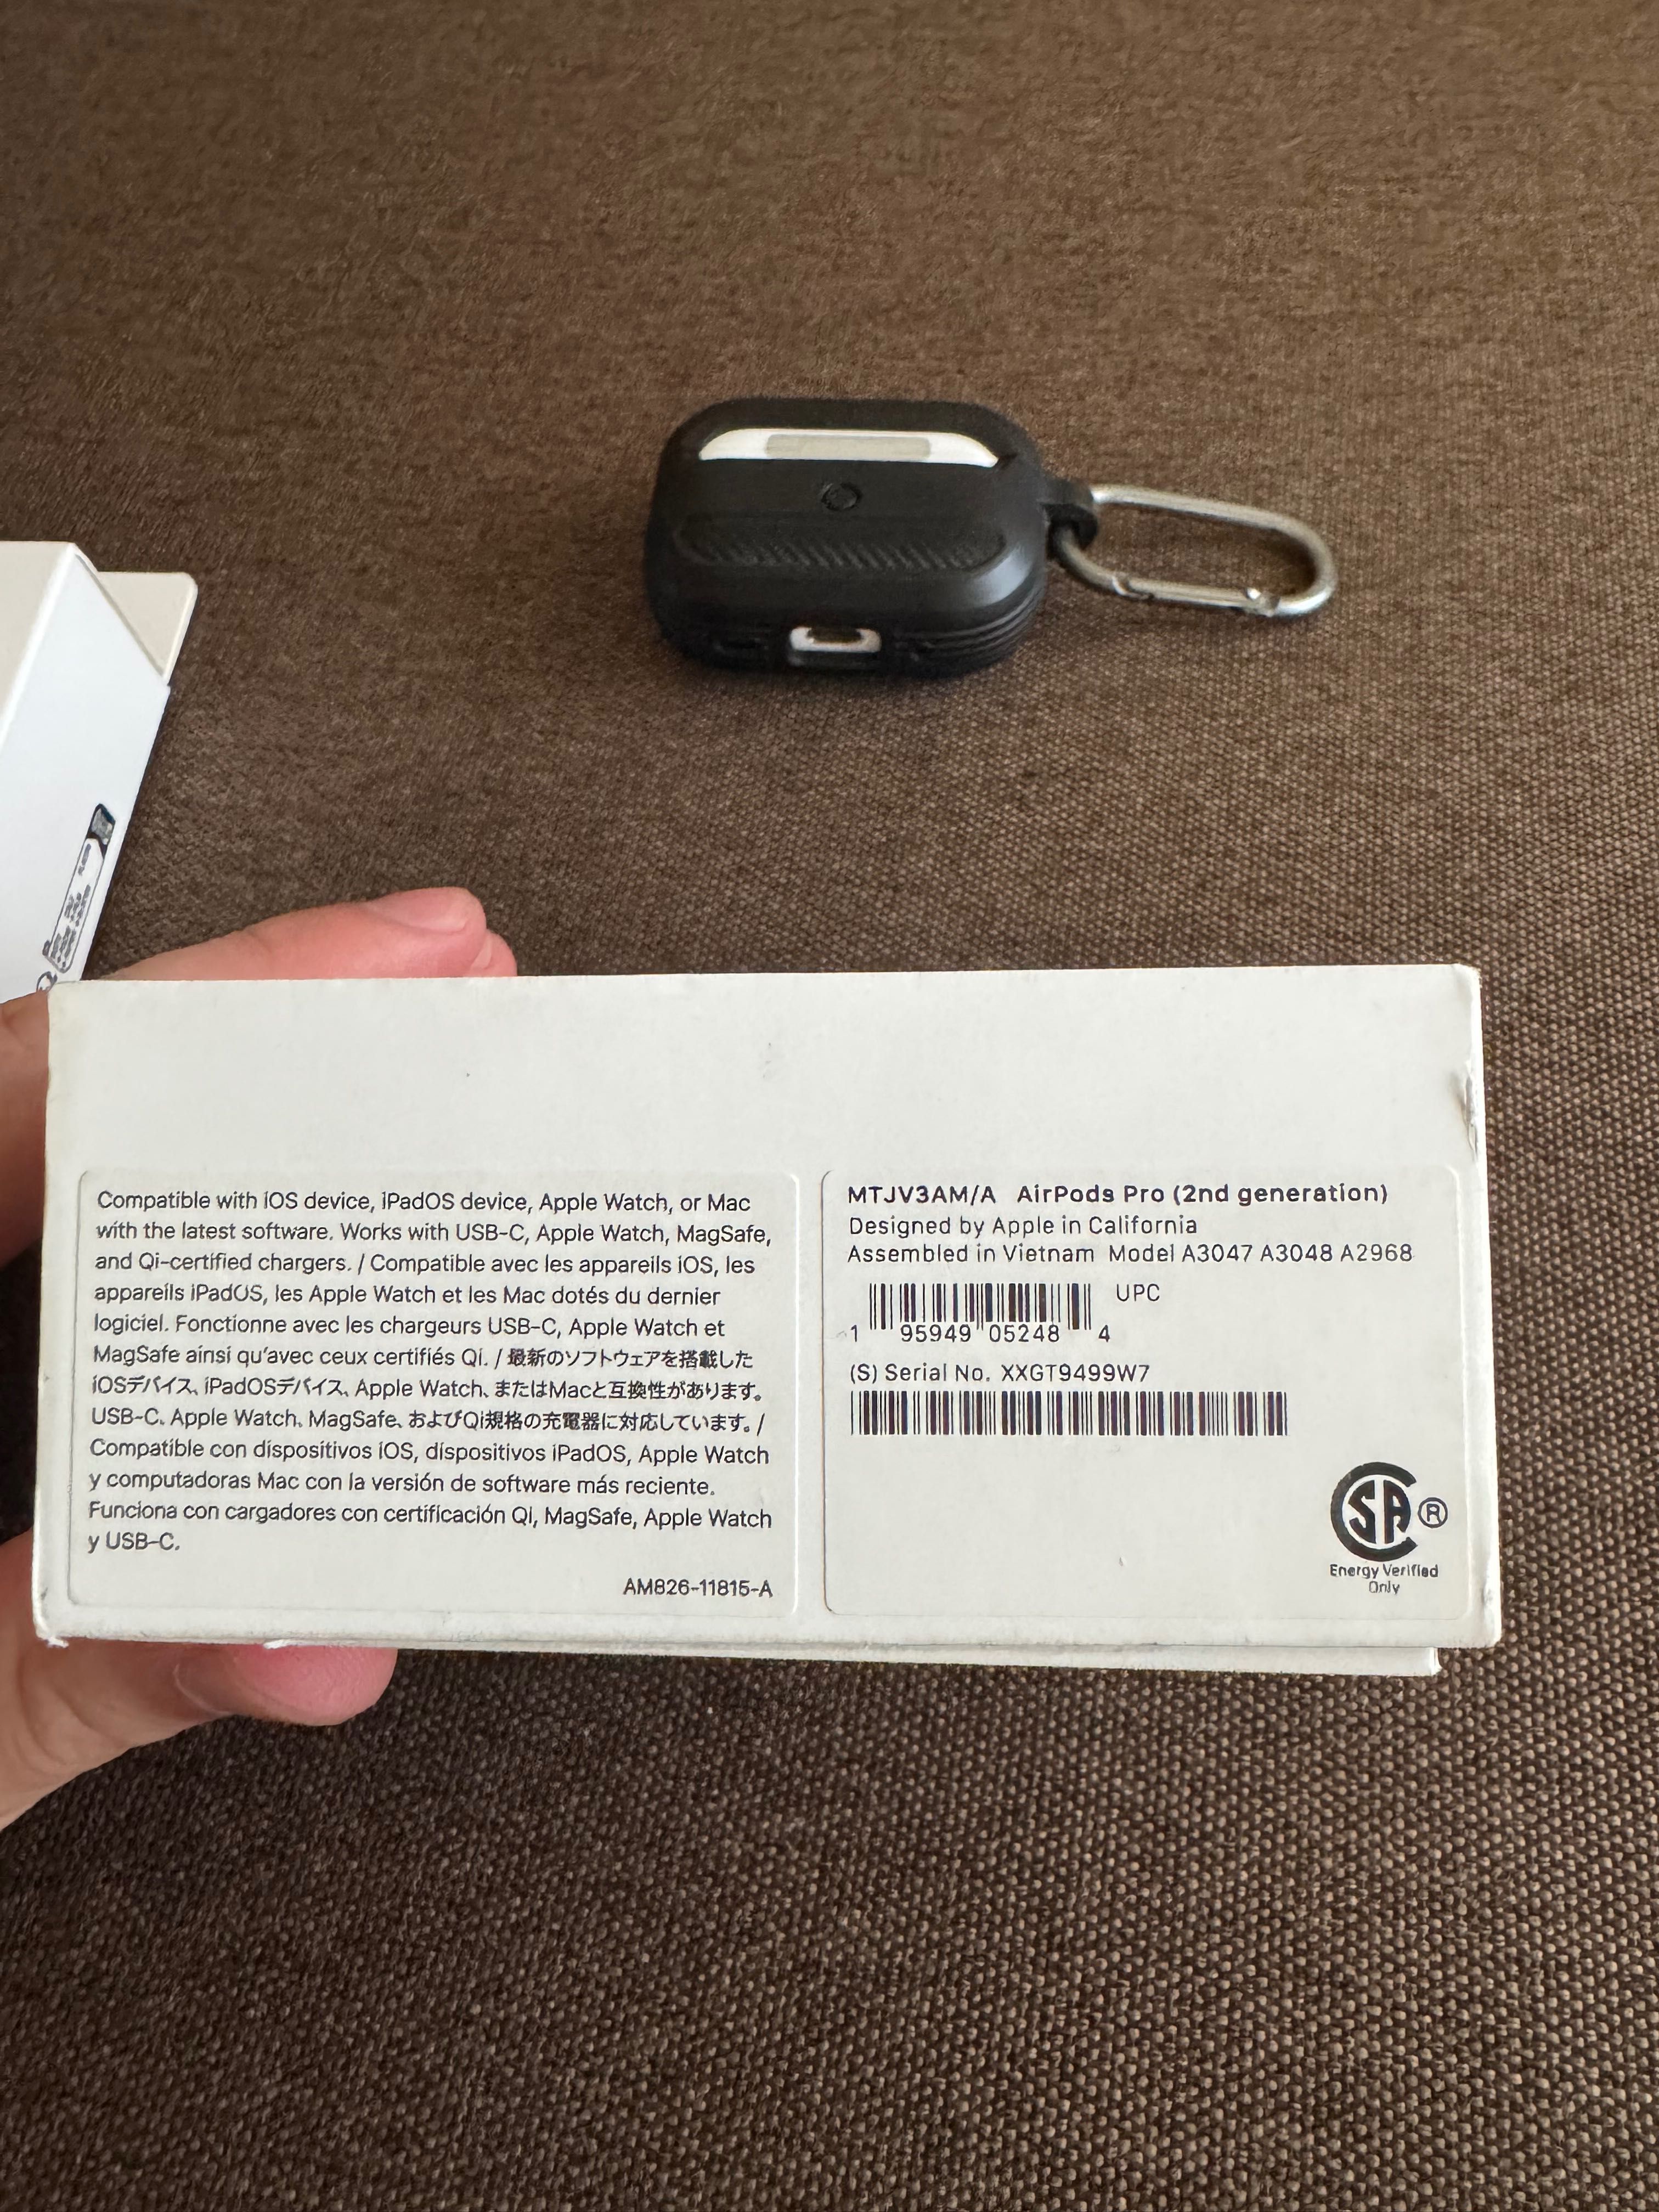 Compatible with iOS device, iPadOS device, Apple Watch, or Mac
with the latest software. Works with USB-C, Apple Watch, MagSafe,
and Qi-certified chargers. / Compatible avec les appareils iOS, les
appareils iPadOS, les Apple Watch et les Mac dotés du dernier
logiciel. Fonctionne avec les chargeurs USB-C, Apple Watch et
MagSafe ainsi qu'avec ceux certifiés Qi. / 最新のソフトウェアを搭載した
iOSデバイス、iPadOSデバイス、Apple Watch、またはMacと互換性があります。
USB-C、Apple Watch、MagSafe、およびQi規格の充電器に対応しています。/
Compatible con dispositivos iOS, dispositivos iPadOS, Apple Watch
y computadoras Mac con la versión de software más reciente.
Funciona con cargadores con certificación Qi, MagSafe, Apple Watch
y USB-C.
AM826-11815-A
MTJV3AM/A AirPods Pro (2nd generation)
Designed by Apple in California
Assembled in Vietnam Model A3047 A3048 A2968
UPC
1 95949 05248 4
(S) Serial No. XXGT9499W7
SA ®
Energy Verified
Only